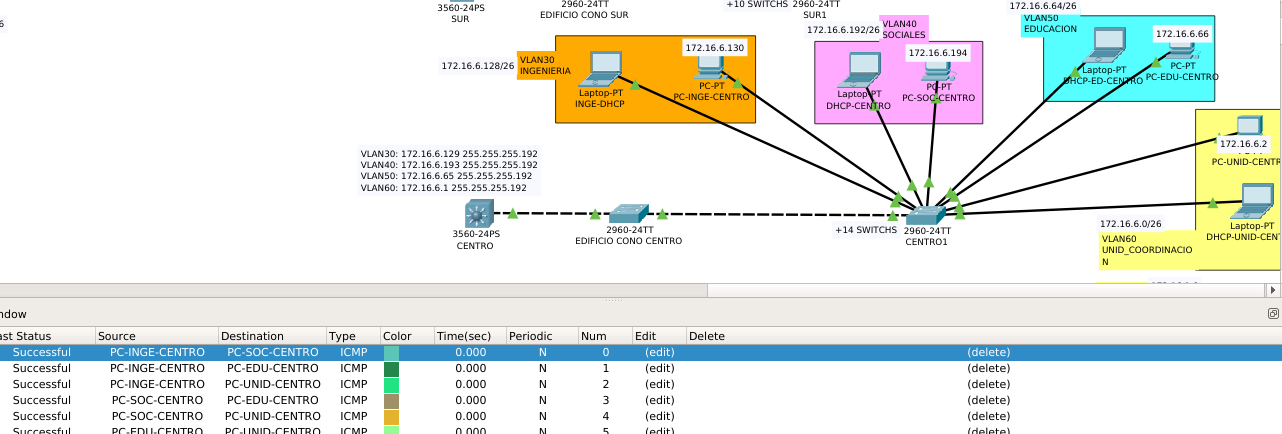 6
3560-24PS
SUR
2960-24TT
EDIFICIO CONO SUR
+10 SWITCHS
2960-24TT
SUR1
172.16.6.128/26
VLAN30
INGENIERIA
172.16.6.130
Laptop-PT
INGE-DHCP
PC-PT
PC-INGE-CENTRO
172.16.6.192/26
VLAN40
SOCIALES
172.16.6.194
Laptop-PT
DHCP-CENTRO
PC-PT
PC-SOC-CENTRO
172.16.6.64/26
VLAN50
EDUCACION
172.16.6.66
Laptop-PT
DHCP-ED-CENTRO
PC-PT
PC-EDU-CENTRO
172.16.6.2
PC-UNID-CENTR
VLAN30: 172.16.6.129 255.255.255.192
VLAN40: 172.16.6.193 255.255.255.192
VLAN50: 172.16.6.65 255.255.255.192
VLAN60: 172.16.6.1 255.255.255.192
3560-24PS
CENTRO
2960-24TT
EDIFICIO CONO CENTRO
+14 SWITCHS
2960-24TT
CENTRO1
Laptop-PT
DHCP-UNID-CENT
172.16.6.0/26
VLAN60
UNID_COORDINACIO
N
ndow
ast Status Source Destination Type Color Time(sec) Periodic Num Edit Delete
Successful PC-INGE-CENTRO PC-SOC-CENTRO ICMP 0.000 N 0 (edit) (delete)
Successful PC-INGE-CENTRO PC-EDU-CENTRO ICMP 0.000 N 1 (edit) (delete)
Successful PC-INGE-CENTRO PC-UNID-CENTRO ICMP 0.000 N 2 (edit) (delete)
Successful PC-SOC-CENTRO PC-EDU-CENTRO ICMP 0.000 N 3 (edit) (delete)
Successful PC-SOC-CENTRO PC-UNID-CENTRO ICMP 0.000 N 4 (edit) (delete)
Successful PC-EDU-CENTRO PC-UNID-CENTRO ICMP 0.000 N 5 (edit) (delete)